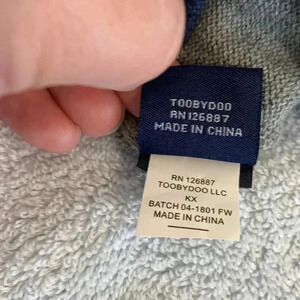 TOOBYDOO
RN126887
MADE IN CHINA
RN 126887
TOOBYDOO LLC
KX
BATCH 04-1801 FW
MADE IN CHINA